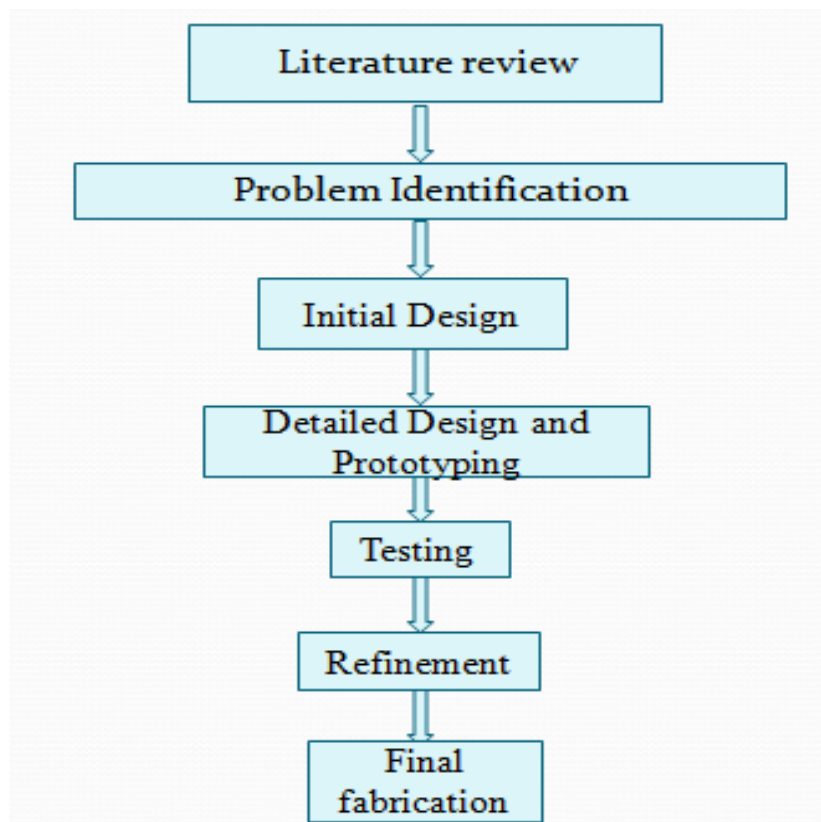 Literature review
Problem Identification
Initial Design
Detailed Design and
Prototyping
Testing
Refinement
Final
fabrication